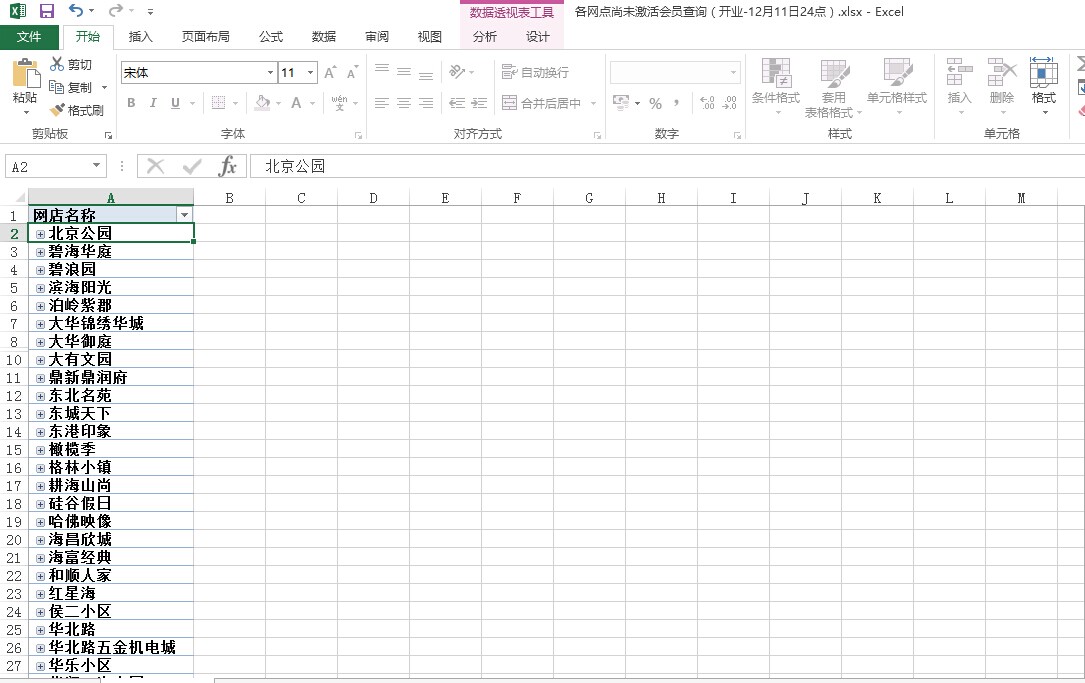 数据透视表工具 各网点尚未激活会员查询（开业-12月11日24点）.xlsx - Excel
文件 开始 插入 页面布局 公式 数据 审阅 视图 分析 设计
剪切
复制
格式刷
粘贴
宋体 11
B I U A wén 文
自动换行
合并后居中
% ,
条件格式 套用 表格格式 单元格样式
插入 删除 格式
剪贴板 字体 对齐方式 数字 样式 单元格
A2 fx 北京公园
A B C D E F G H I J K L M
1 网店名称
2 北京公园
3 碧海华庭
4 碧浪园
5 滨海阳光
6 泊岭紫郡
7 大华锦绣华城
8 大华御庭
10 大有文园
11 鼎新鼎润府
12 东北名苑
13 东城天下
14 东港印象
15 橄榄季
16 格林小镇
17 耕海山尚
18 硅谷假日
19 哈佛映像
20 海昌欣城
21 海富经典
22 和顺人家
23 红星海
24 侯二小区
25 华北路
26 华北路五金机电城
27 华乐小区